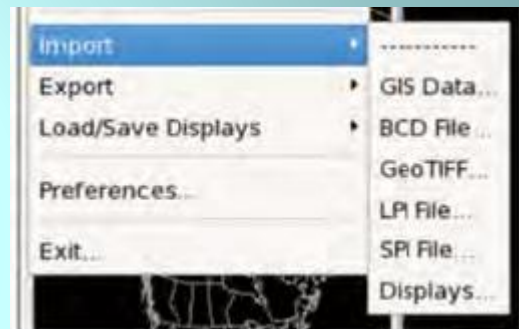 Import
Export
Load/Save Displays
Preferences...
Exit...
GIS Data...
BCD File...
GeoTIFF...
LPI File...
SPI File...
Displays...